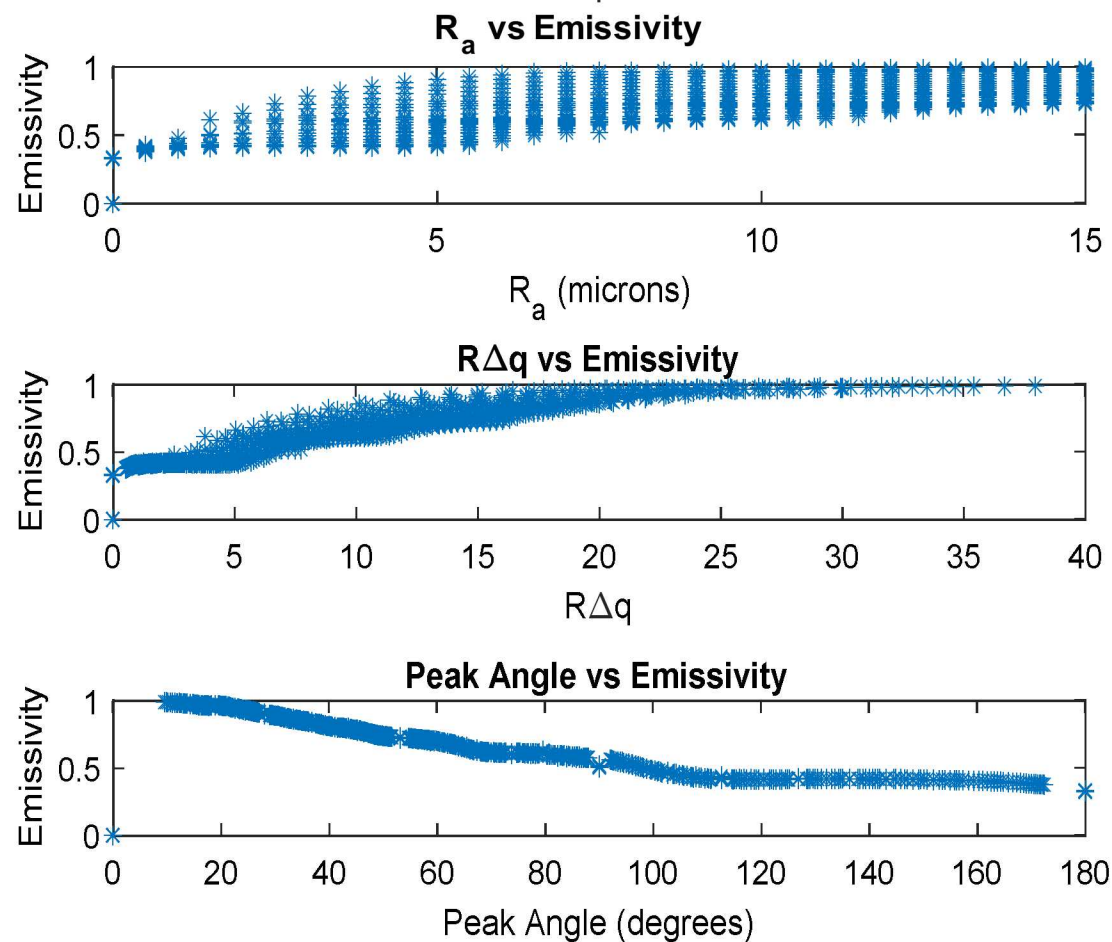 R_a vs Emissivity
1
0.5
0
Emissivity
0 5 10 15
R_a (microns)
RΔq vs Emissivity
1
0.5
0
Emissivity
0 5 10 15 20 25 30 35 40
RΔq
Peak Angle vs Emissivity
1
0.5
0
Emissivity
0 20 40 60 80 100 120 140 160 180
Peak Angle (degrees)